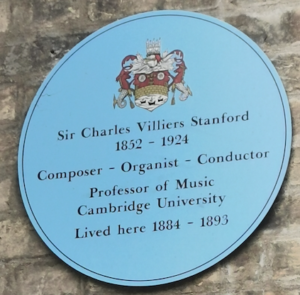 Sir Charles Villiers Stanford
1852 - 1924
Composer - Organist - Conductor
Professor of Music
Cambridge University
Lived here 1884 - 1893